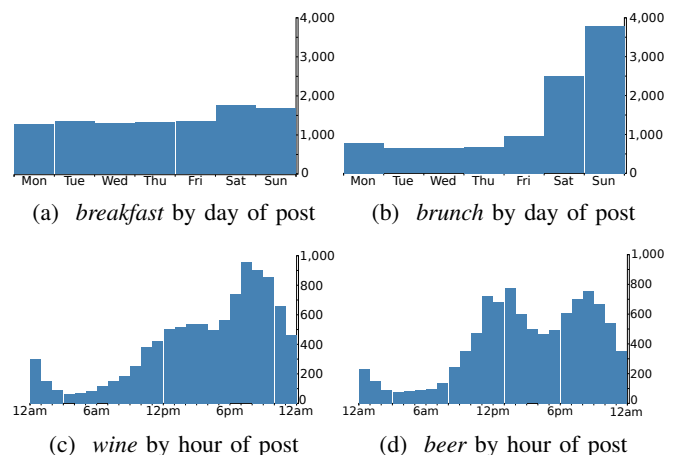 4,000
3,000
2,000
1,000
0
Mon Tue Wed Thu Fri Sat Sun
(a) breakfast by day of post
4,000
3,000
2,000
1,000
0
Mon Tue Wed Thu Fri Sat Sun
(b) brunch by day of post
1,000
800
600
400
200
0
12am 6am 12pm 6pm 12am
(c) wine by hour of post
1,000
800
600
400
200
0
12am 6am 12pm 6pm 12am
(d) beer by hour of post